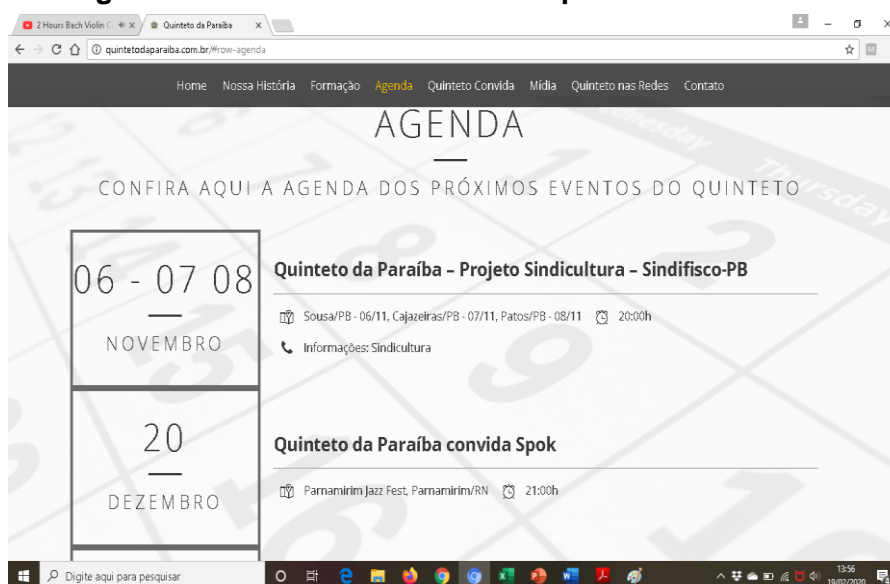 2 Hours Bach Violin C
Quinteto da Paraíba
quintetodaparaiba.com.br/#row-agenda
Home Nossa História Formação Agenda Quinteto Convida Mídia Quinteto nas Redes Contato
AGENDA
CONFIRA AQUI A AGENDA DOS PRÓXIMOS EVENTOS DO QUINTETO
06 - 07 08
NOVEMBRO
Quinteto da Paraíba – Projeto Sindicultura – Sindifisco-PB
Sousa/PB - 06/11, Cajazeiras/PB - 07/11, Patos/PB - 08/11 20:00h
Informações: Sindicultura
20
DEZEMBRO
Quinteto da Paraíba convida Spok
Parnamirim Jazz Fest, Parnamirim/RN 21:00h
Digite aqui para pesquisar
13:56
19/02/2020